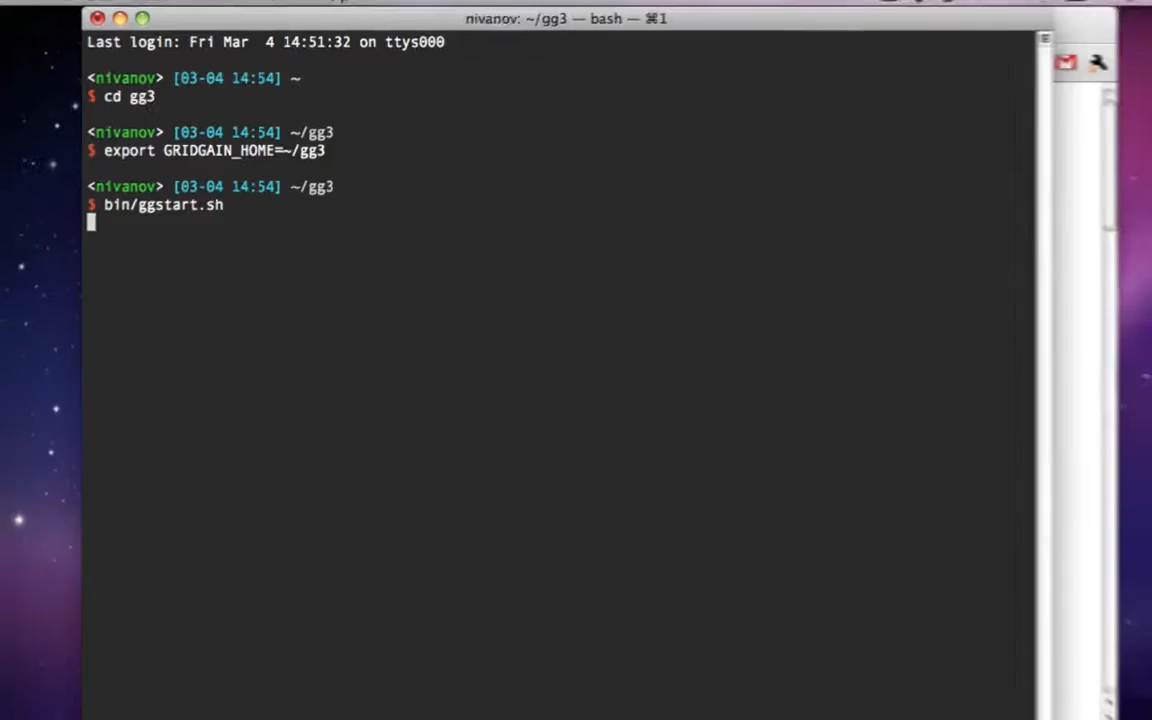 nivanov: ~/gg3 — bash — ⌘1
Last login: Fri Mar  4 14:51:32 on ttys000
<nivanov> [03-04 14:54] ~
$ cd gg3
<nivanov> [03-04 14:54] ~/gg3
$ export GRIDGAIN_HOME=~/gg3
<nivanov> [03-04 14:54] ~/gg3
$ bin/ggstart.sh